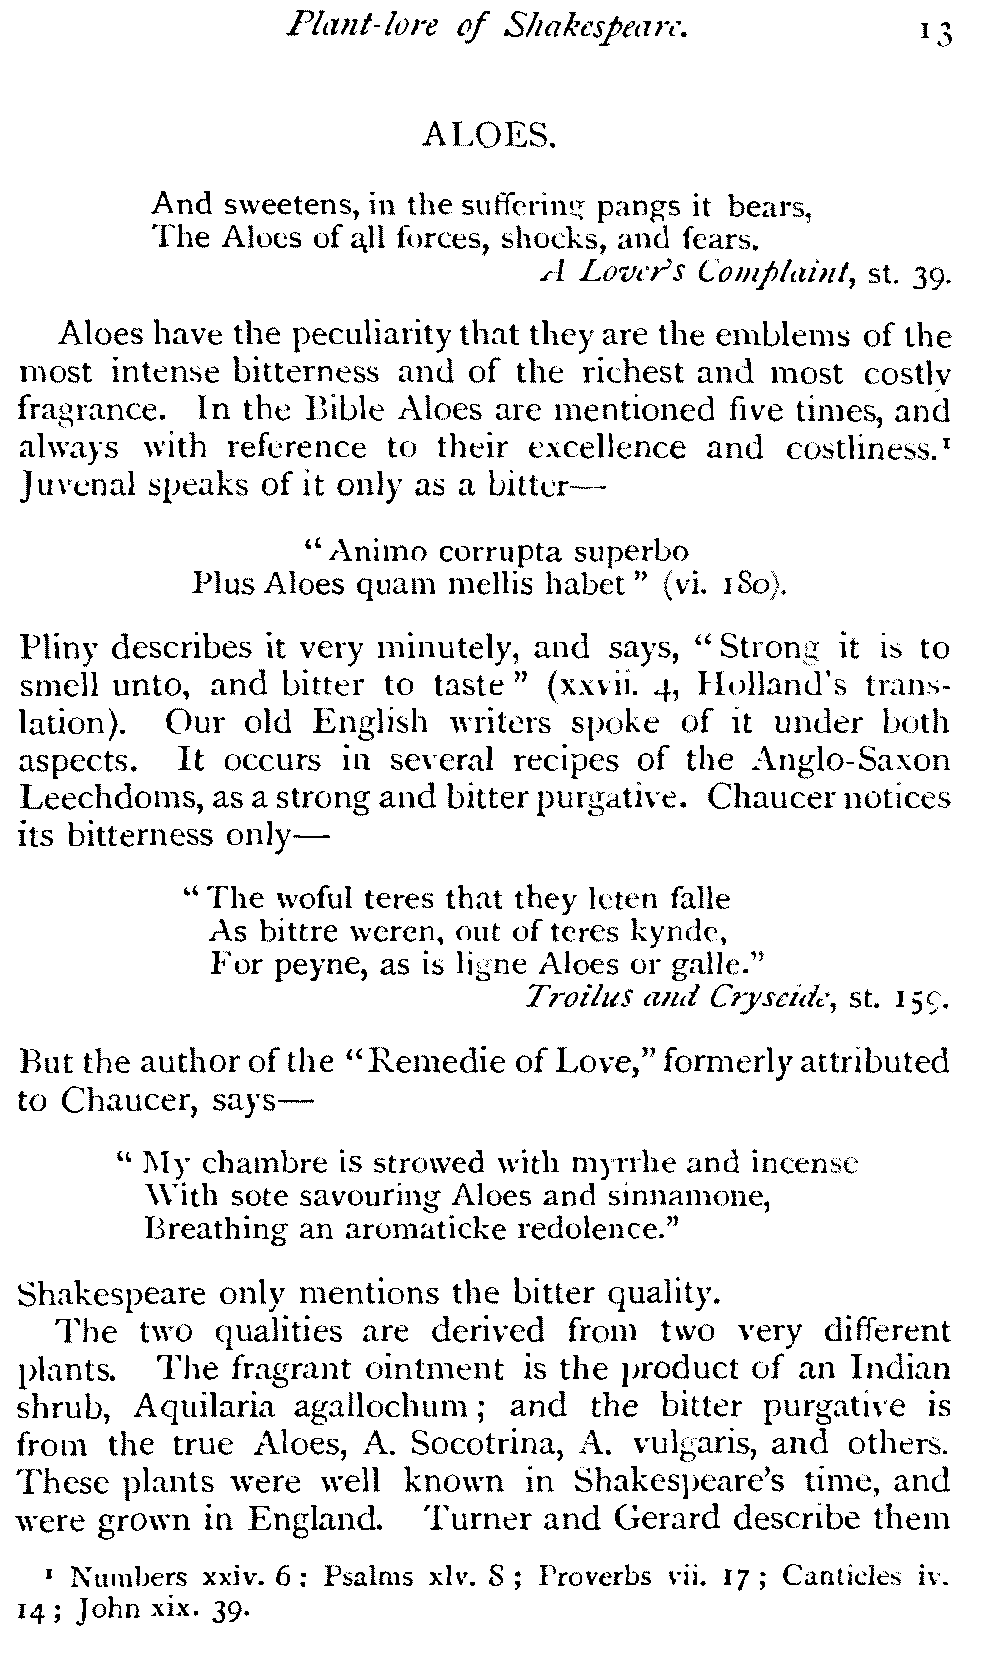 Plant-lore of Shakespeare. 13
ALOES.
And sweetens, in the suffering pangs it bears,
The Aloes of all forces, shocks, and fears.
A Lover's Complaint, st. 39.
Aloes have the peculiarity that they are the emblems of the
most intense bitterness and of the richest and most costly
fragrance. In the Bible Aloes are mentioned five times, and
always with reference to their excellence and costliness.¹
Juvenal speaks of it only as a bitter—
"Animo corrupta superbo
Plus Aloes quam mellis habet" (vi. 180).
Pliny describes it very minutely, and says, "Strong it is to
smell unto, and bitter to taste" (xxvii. 4, Holland's trans-
lation). Our old English writers spoke of it under both
aspects. It occurs in several recipes of the Anglo-Saxon
Leechdoms, as a strong and bitter purgative. Chaucer notices
its bitterness only—
"The woful teres that they leten falle
As bittre weren, out of teres kynde,
For peyne, as is ligne Aloes or galle."
Troilus and Cryseide, st. 159.
But the author of the "Remedie of Love," formerly attributed
to Chaucer, says—
"My chambre is strowed with myrrhe and incense
With sote savouring Aloes and sinnamone,
Breathing an aromaticke redolence."
Shakespeare only mentions the bitter quality.
The two qualities are derived from two very different
plants. The fragrant ointment is the product of an Indian
shrub, Aquilaria agallochum; and the bitter purgative is
from the true Aloes, A. Socotrina, A. vulgaris, and others.
These plants were well known in Shakespeare's time, and
were grown in England. Turner and Gerard describe them
¹ Numbers xxiv. 6; Psalms xlv. 8; Proverbs vii. 17; Canticles iv.
14; John xix. 39.